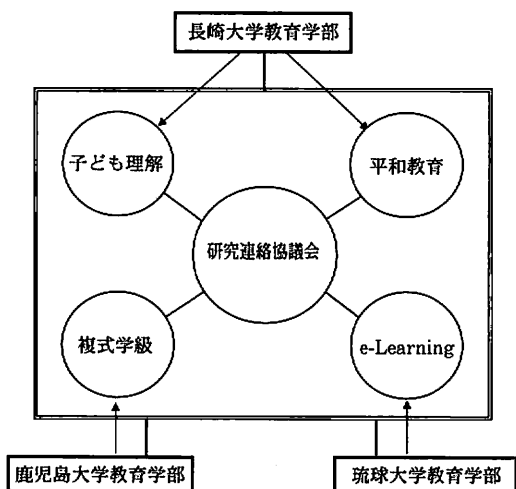 長崎大学教育学部
子ども理解
平和教育
研究連絡協議会
複式学級
e-Learning
鹿児島大学教育学部
琉球大学教育学部